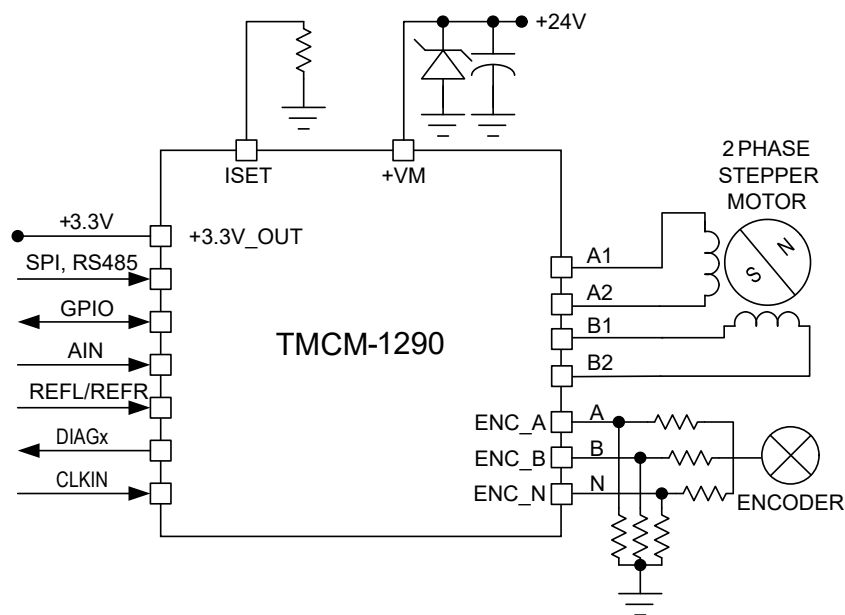 +24V
ISET
+VM
2 PHASE
STEPPER
MOTOR
+3.3V
+3.3V_OUT
SPI, RS485
GPIO
AIN
REFL/REFR
DIAGx
CLKIN
TMCM-1290
A1
A2
B1
B2
S
N
ENC_A
A
ENC_B
B
ENC_N
N
ENCODER